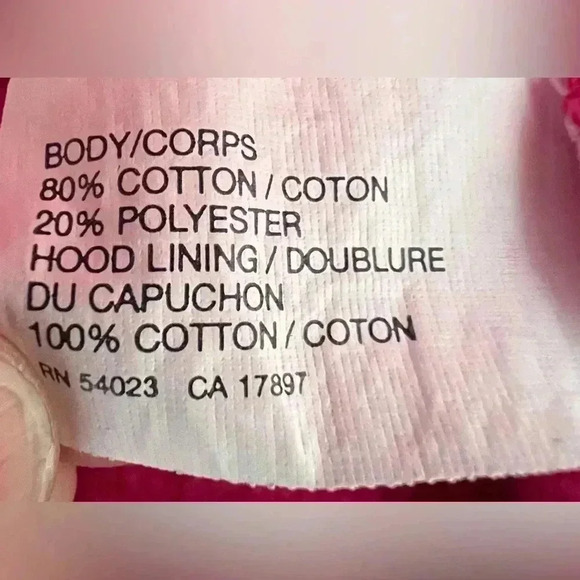 BODY/CORPS
80% COTTON/COTON
20% POLYESTER
HOOD LINING/DOUBLURE
DU CAPUCHON
100% COTTON/COTON
RN 54023 CA 17897